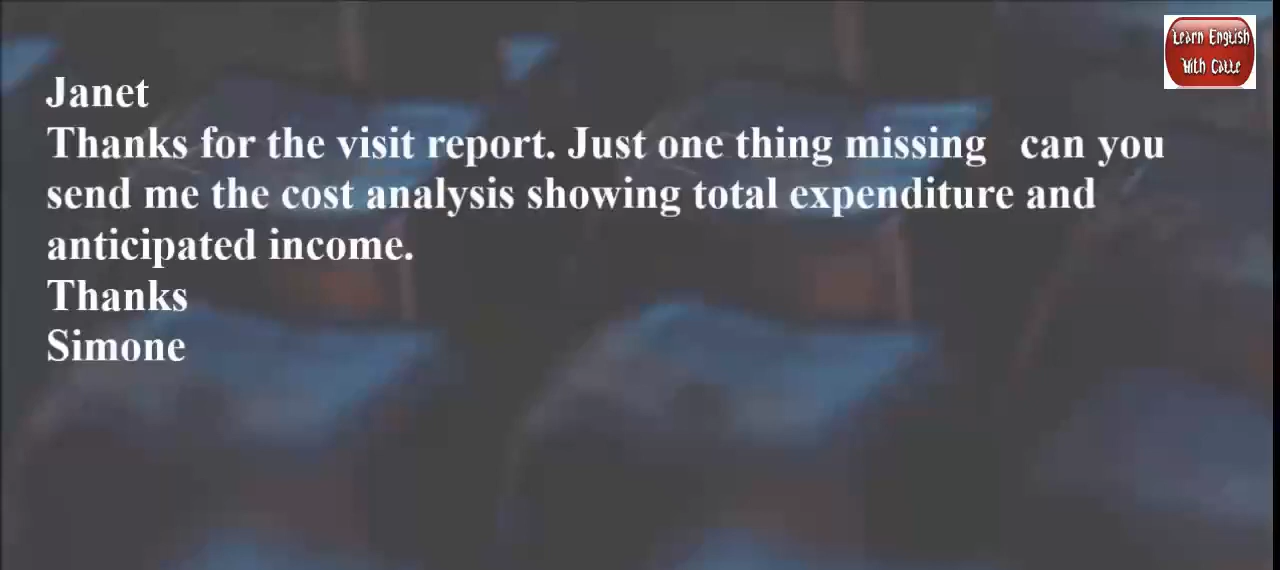 Learn English
With Calle
Janet
Thanks for the visit report. Just one thing missing   can you
send me the cost analysis showing total expenditure and
anticipated income.
Thanks
Simone